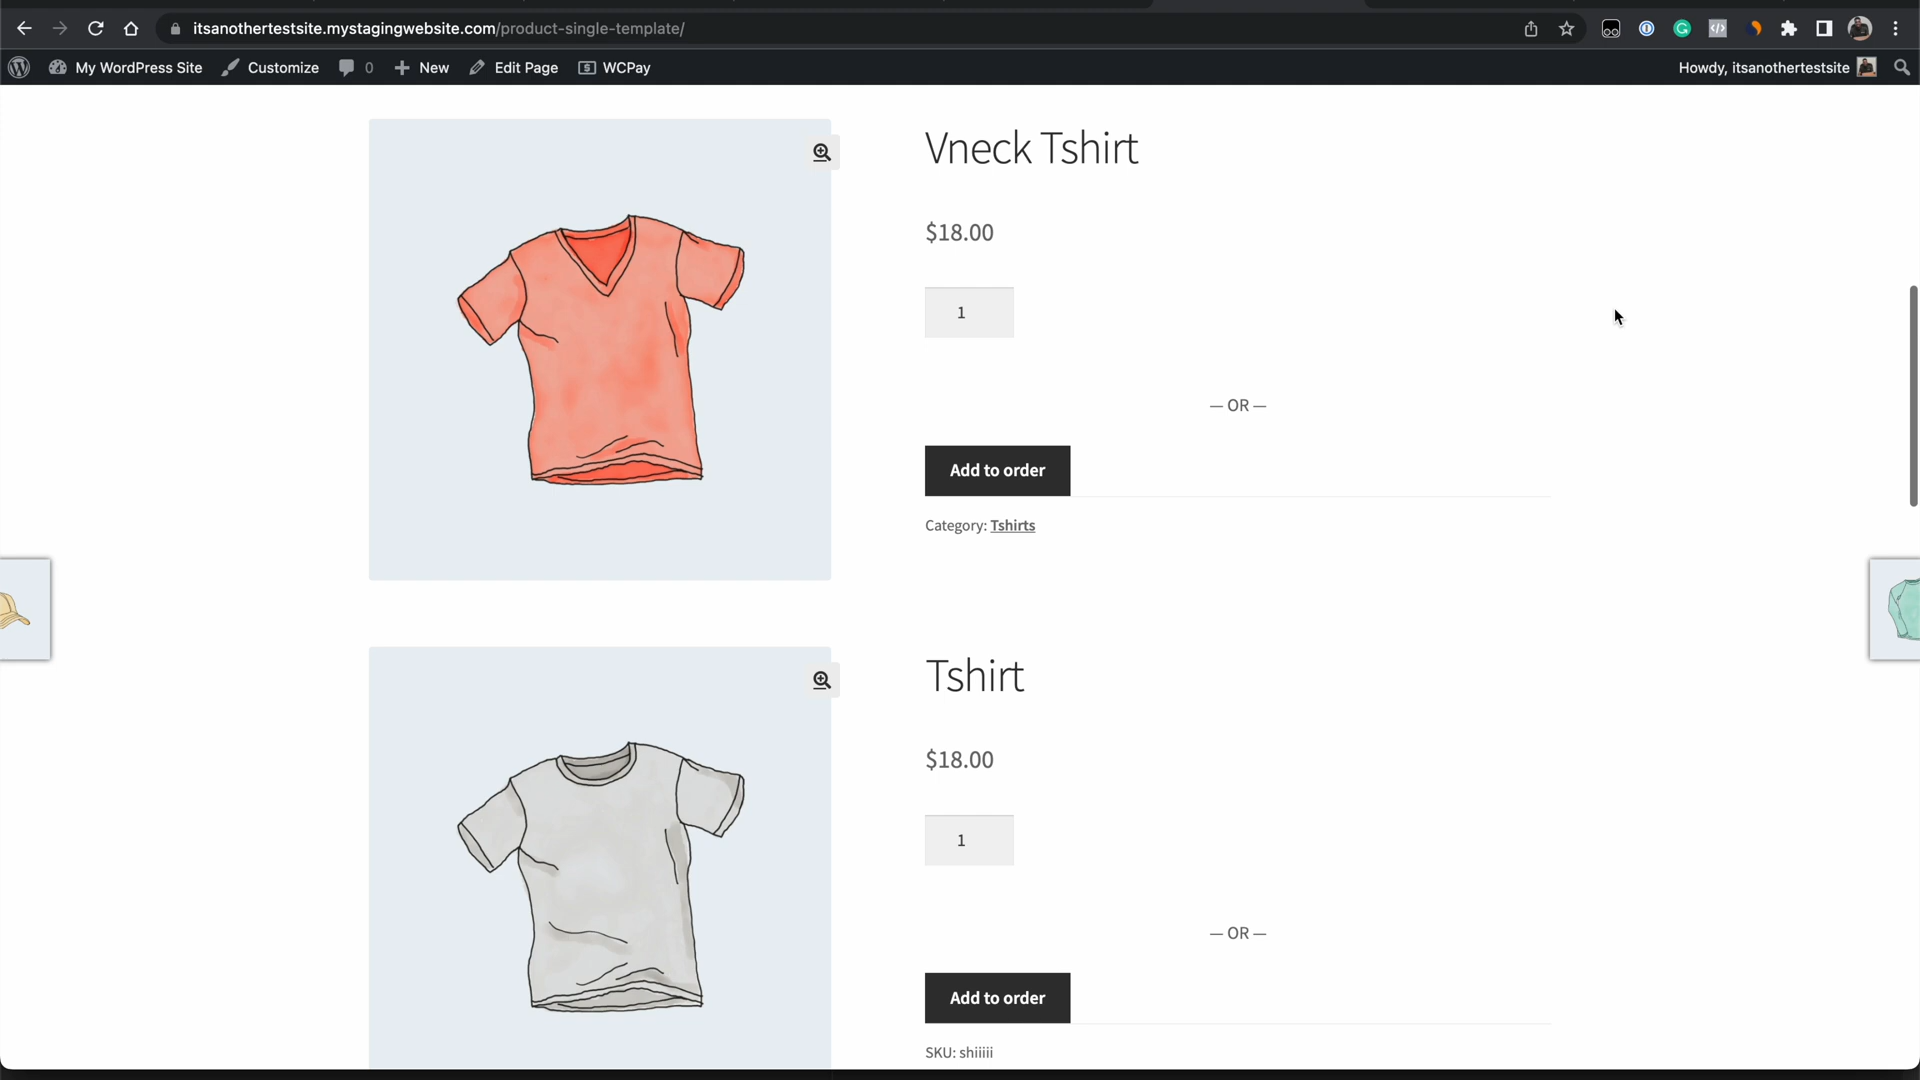 itsanothertestsite.mystagingwebsite.com/product-single-template/
My WordPress Site Customize 0 New Edit Page WCPay Howdy, itsanothertestsite
Vneck Tshirt
$18.00
1
— OR —
Add to order
Category: Tshirts
Tshirt
$18.00
1
— OR —
Add to order
SKU: shiiiii